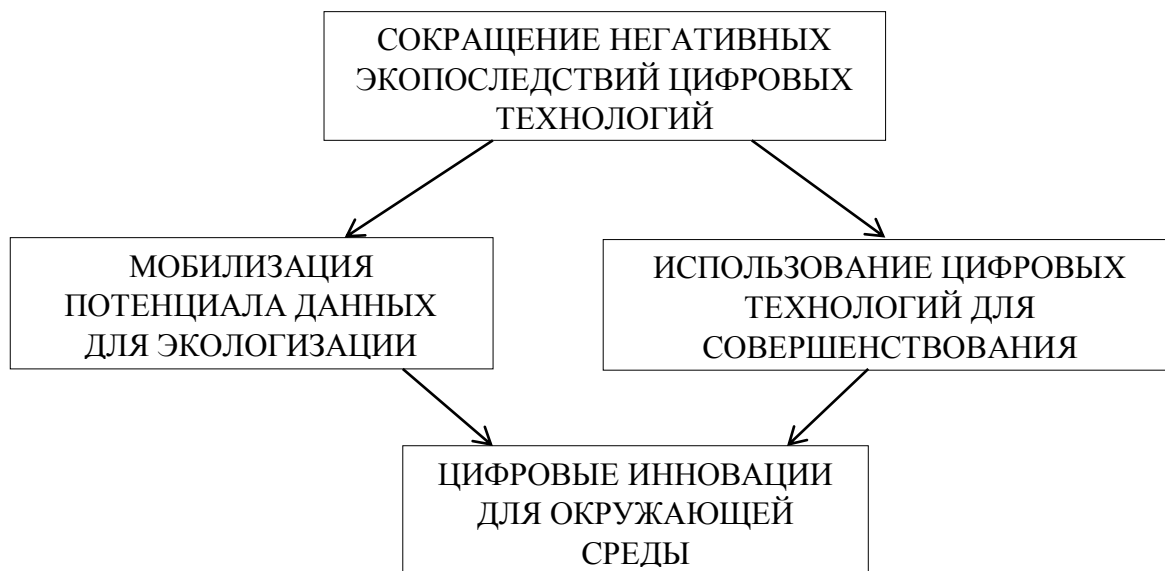 СОКРАЩЕНИЕ НЕГАТИВНЫХ
ЭКОПОСЛЕДСТВИЙ ЦИФРОВЫХ
ТЕХНОЛОГИЙ
МОБИЛИЗАЦИЯ
ПОТЕНЦИАЛА ДАННЫХ
ДЛЯ ЭКОЛОГИЗАЦИИ
ИСПОЛЬЗОВАНИЕ ЦИФРОВЫХ
ТЕХНОЛОГИЙ ДЛЯ
СОВЕРШЕНСТВОВАНИЯ
ЦИФРОВЫЕ ИННОВАЦИИ
ДЛЯ ОКРУЖАЮЩЕЙ
СРЕДЫ